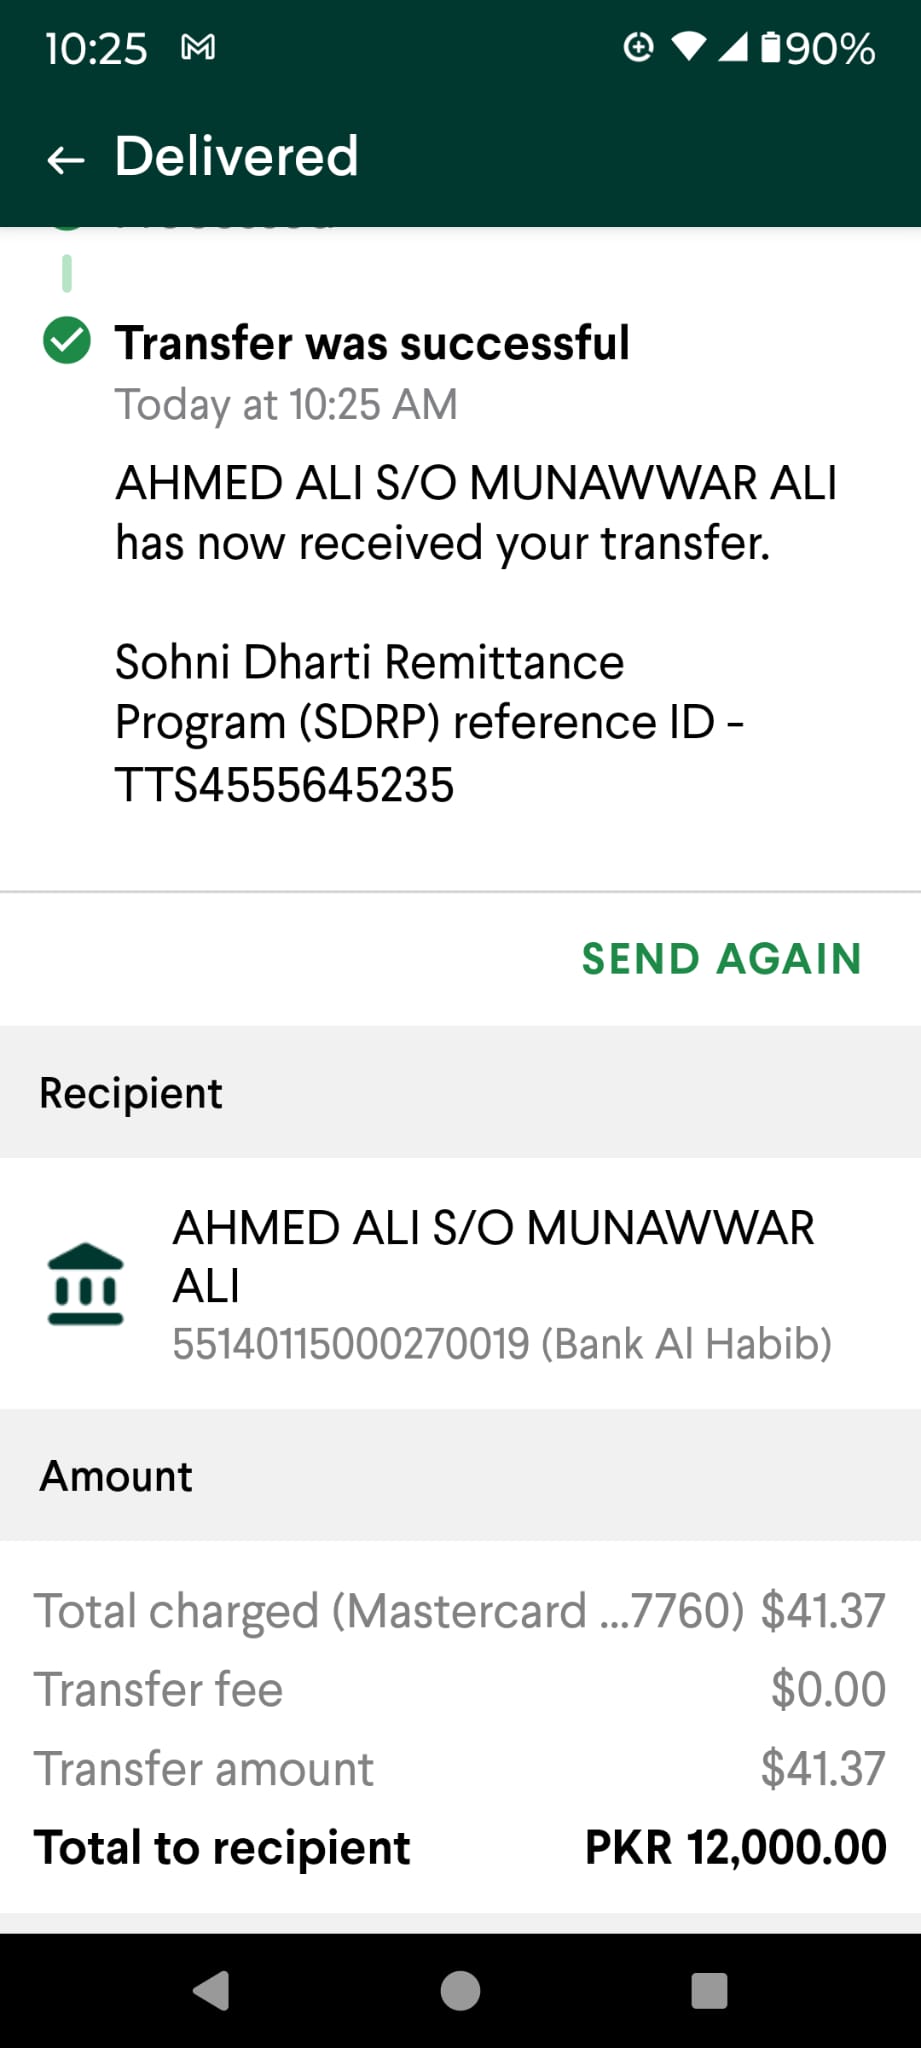 10:25
90%
Delivered
Transfer was successful
Today at 10:25 AM
AHMED ALI S/O MUNAWWAR ALI
has now received your transfer.
Sohni Dharti Remittance
Program (SDRP) reference ID -
TTS4555645235
SEND AGAIN
Recipient
AHMED ALI S/O MUNAWWAR
ALI
55140115000270019 (Bank Al Habib)
Amount
Total charged (Mastercard ...7760) $41.37
Transfer fee $0.00
Transfer amount $41.37
Total to recipient PKR 12,000.00